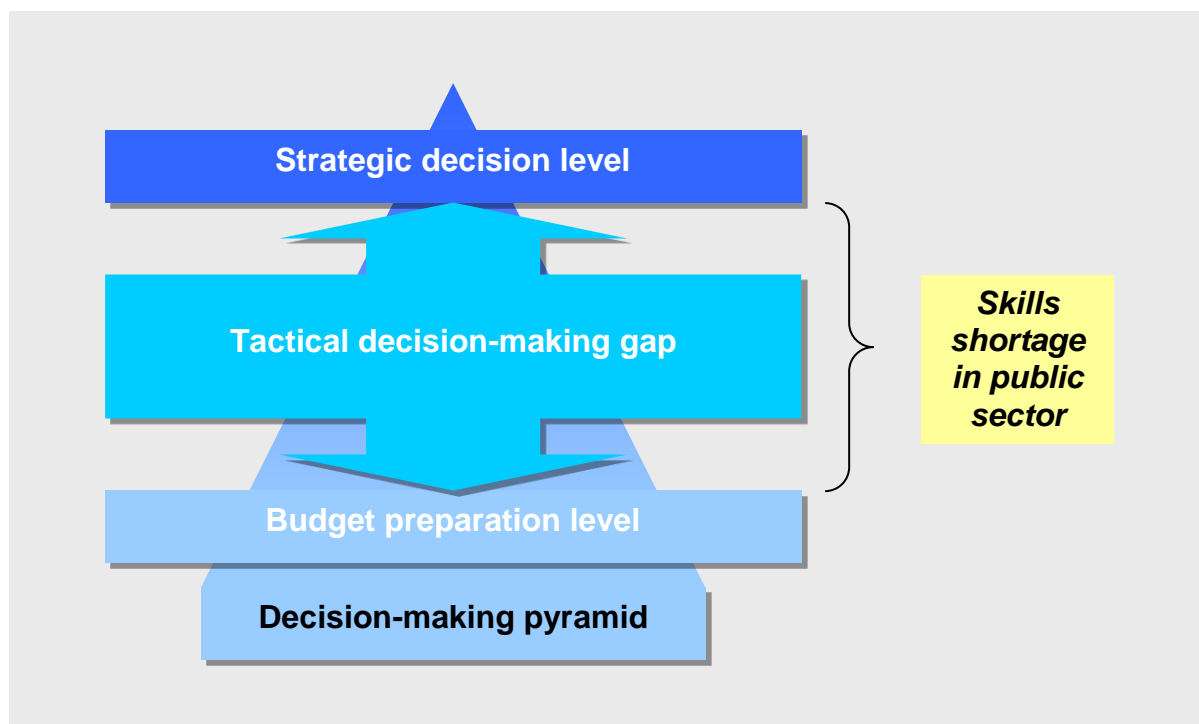 Strategic decision level
Tactical decision-making gap
Skills
shortage
in public
sector
Budget preparation level
Decision-making pyramid